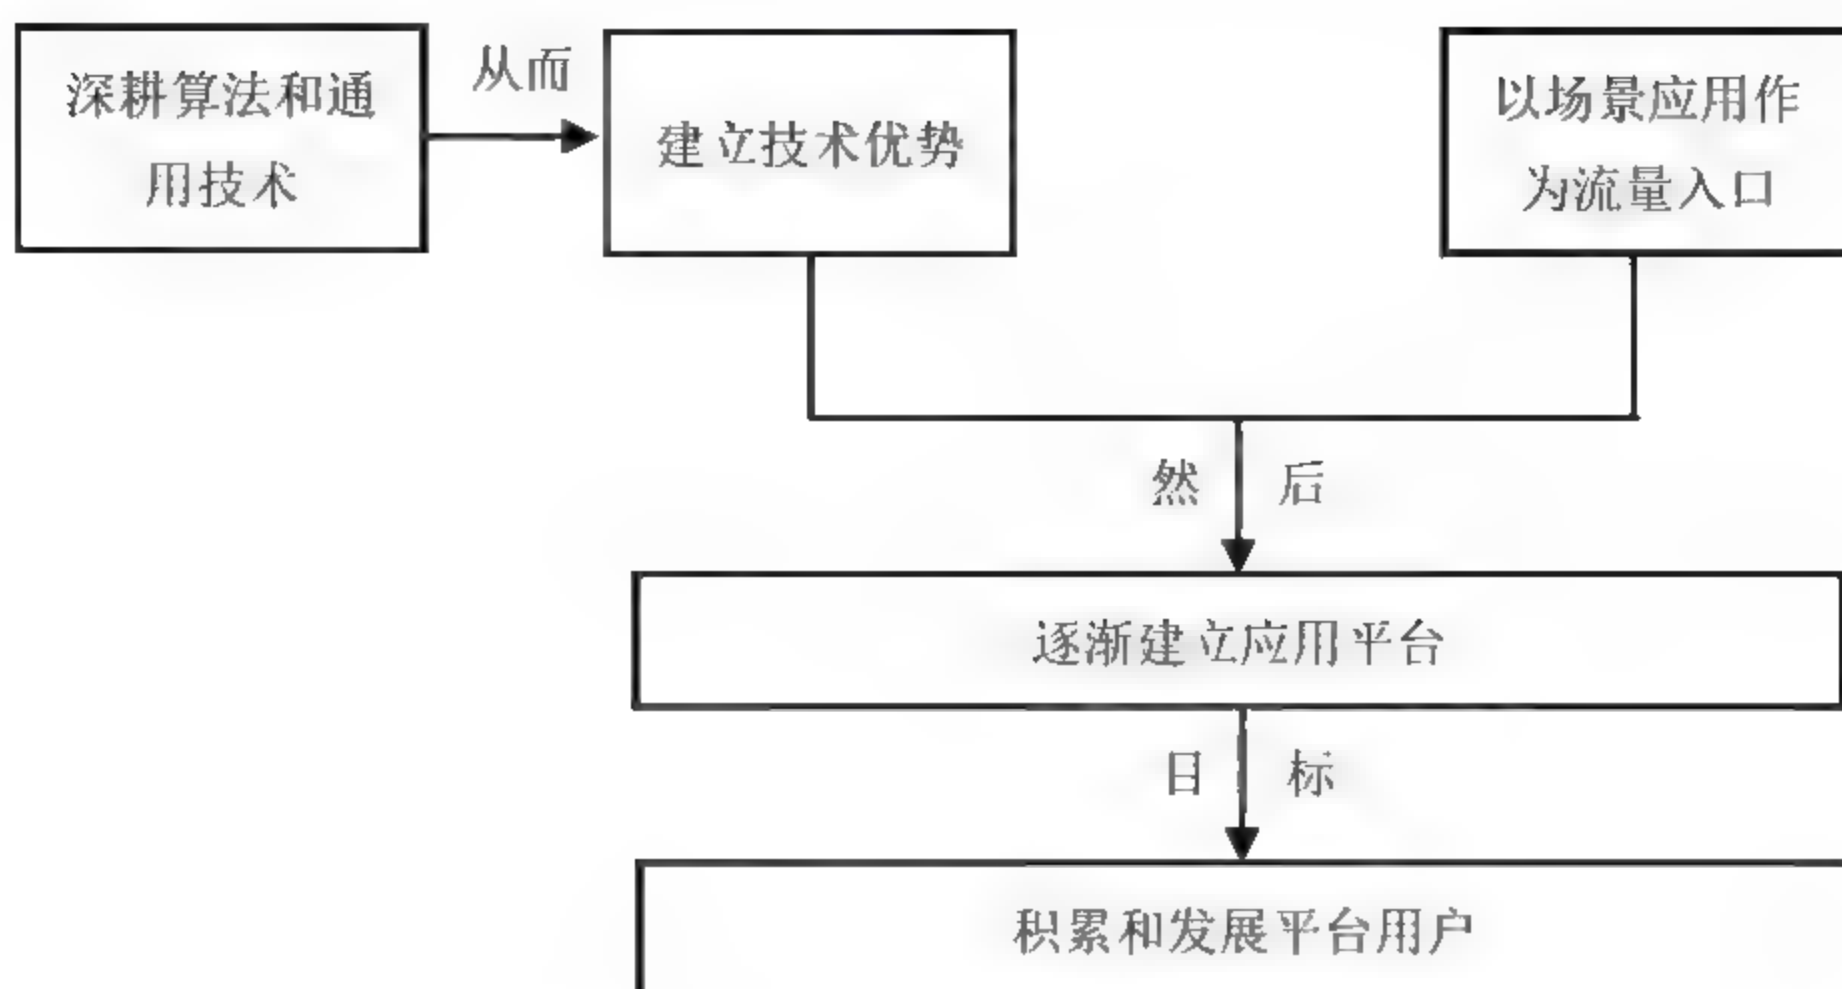 深耕算法和通
用技术
从而
建立技术优势
以场景应用作
为流量入口
然 后
逐渐建立应用平台
目 标
积累和发展平台用户